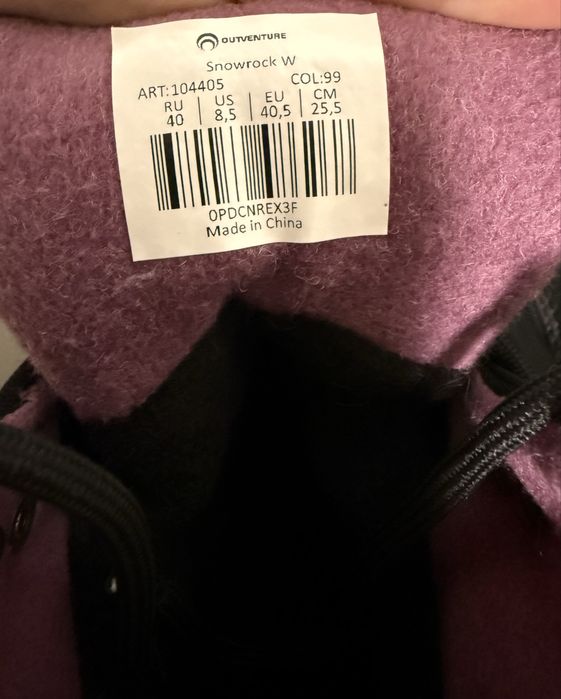 OUTVENTURE
Snowrock W
ART:104405 COL:99
RU US EU CM
40 8,5 40,5 25,5
0PDCNREX3F
Made in China